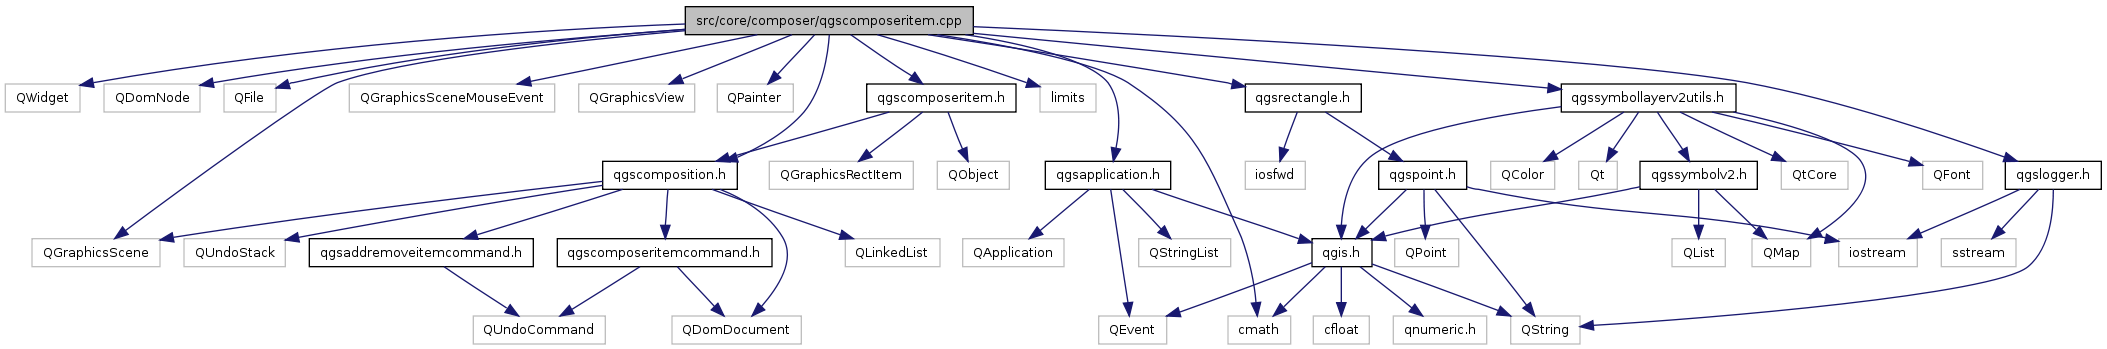 src/core/composer/qgscomposeritem.cpp
QWidget
QDomNode
QFile
QGraphicsSceneMouseEvent
QGraphicsView
QPainter
qgscomposeritem.h
limits
qgsrectangle.h
qgssymbollayerv2utils.h
qgscomposition.h
QGraphicsRectItem
QObject
qgsapplication.h
iosfwd
qgspoint.h
QColor
Qt
qgssymbolv2.h
QtCore
QFont
qgslogger.h
QGraphicsScene
QUndoStack
qgsaddremoveitemcommand.h
qgscomposeritemcommand.h
QLinkedList
QApplication
QStringList
qgis.h
QPoint
QList
QMap
iostream
sstream
QUndoCommand
QDomDocument
QEvent
cmath
cfloat
qnumeric.h
QString